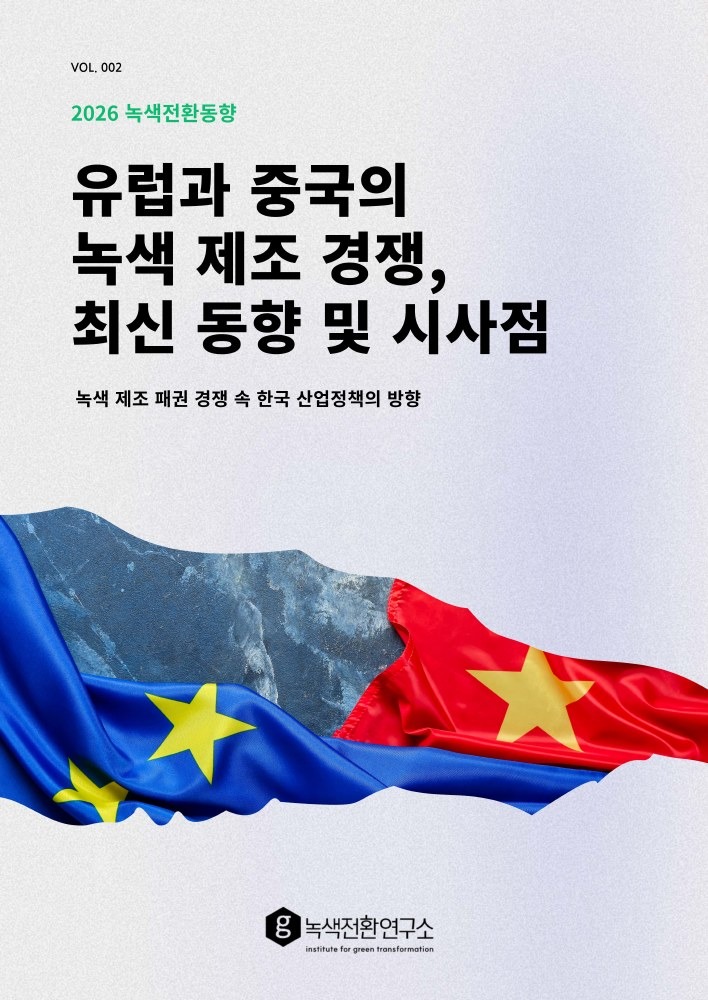 VOL. 002
2026 녹색전환동향
유럽과 중국의
녹색 제조 경쟁,
최신 동향 및 시사점
녹색 제조 패권 경쟁 속 한국 산업정책의 방향
g 녹색전환연구소
institute for green transformation